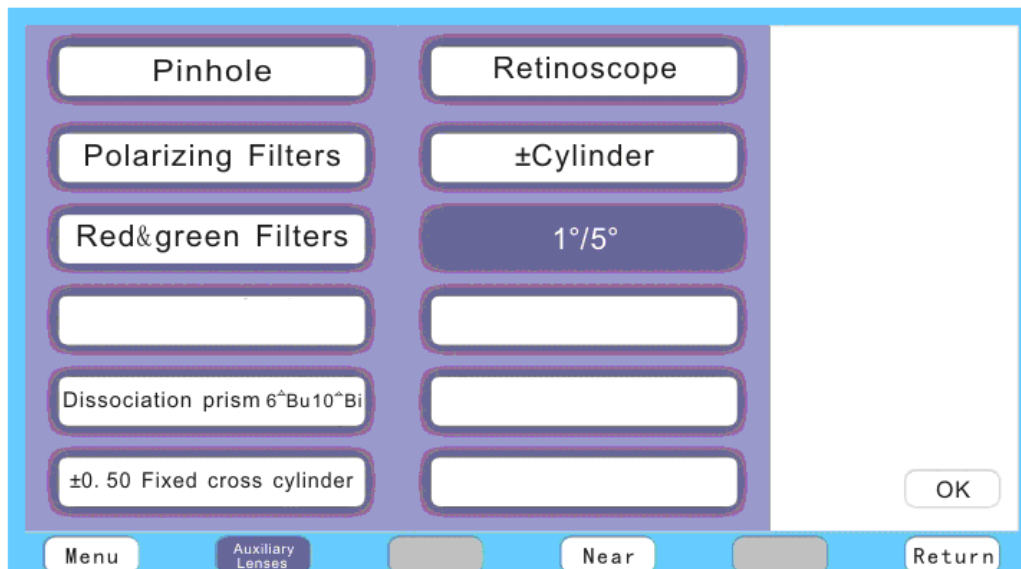 Pinhole
Retinoscope
Polarizing Filters
±Cylinder
Red&green Filters
1°/5°
Dissociation prism 6^Bu10^Bi
±0. 50 Fixed cross cylinder
OK
Menu
Auxiliary
Lenses
Near
Return